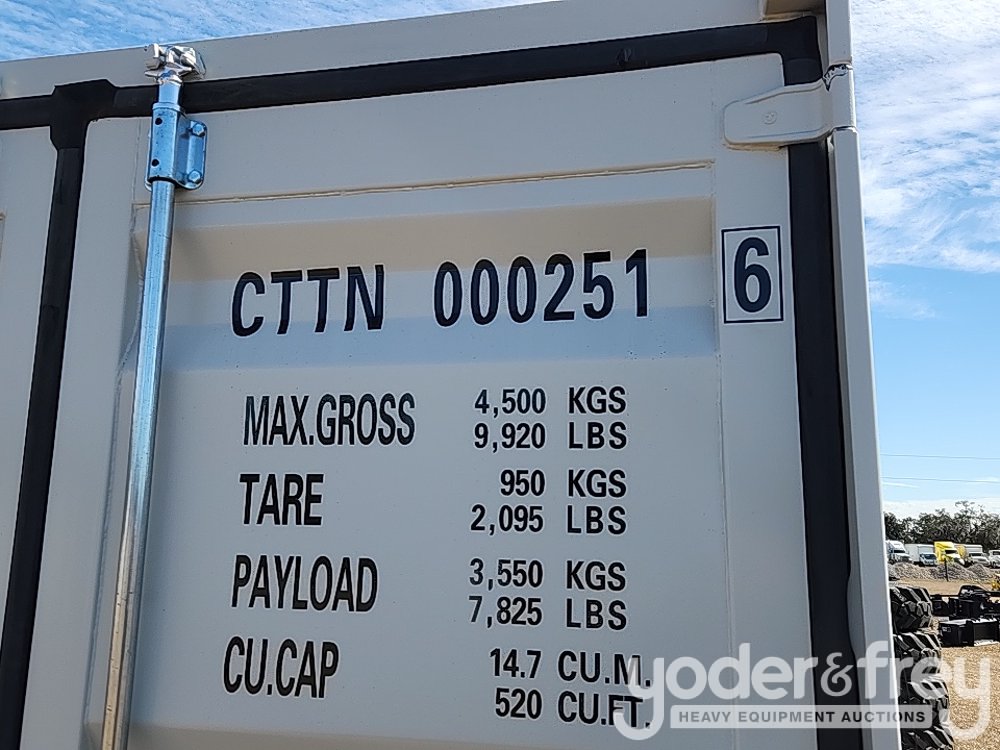 CTTN 000251 6
MAX.GROSS 4,500 KGS
9,920 LBS
TARE 950 KGS
2,095 LBS
PAYLOAD 3,550 KGS
7,825 LBS
CU.CAP 14.7 CU.M.
520 CU.FT.
yoder&frey
HEAVY EQUIPMENT AUCTIONS